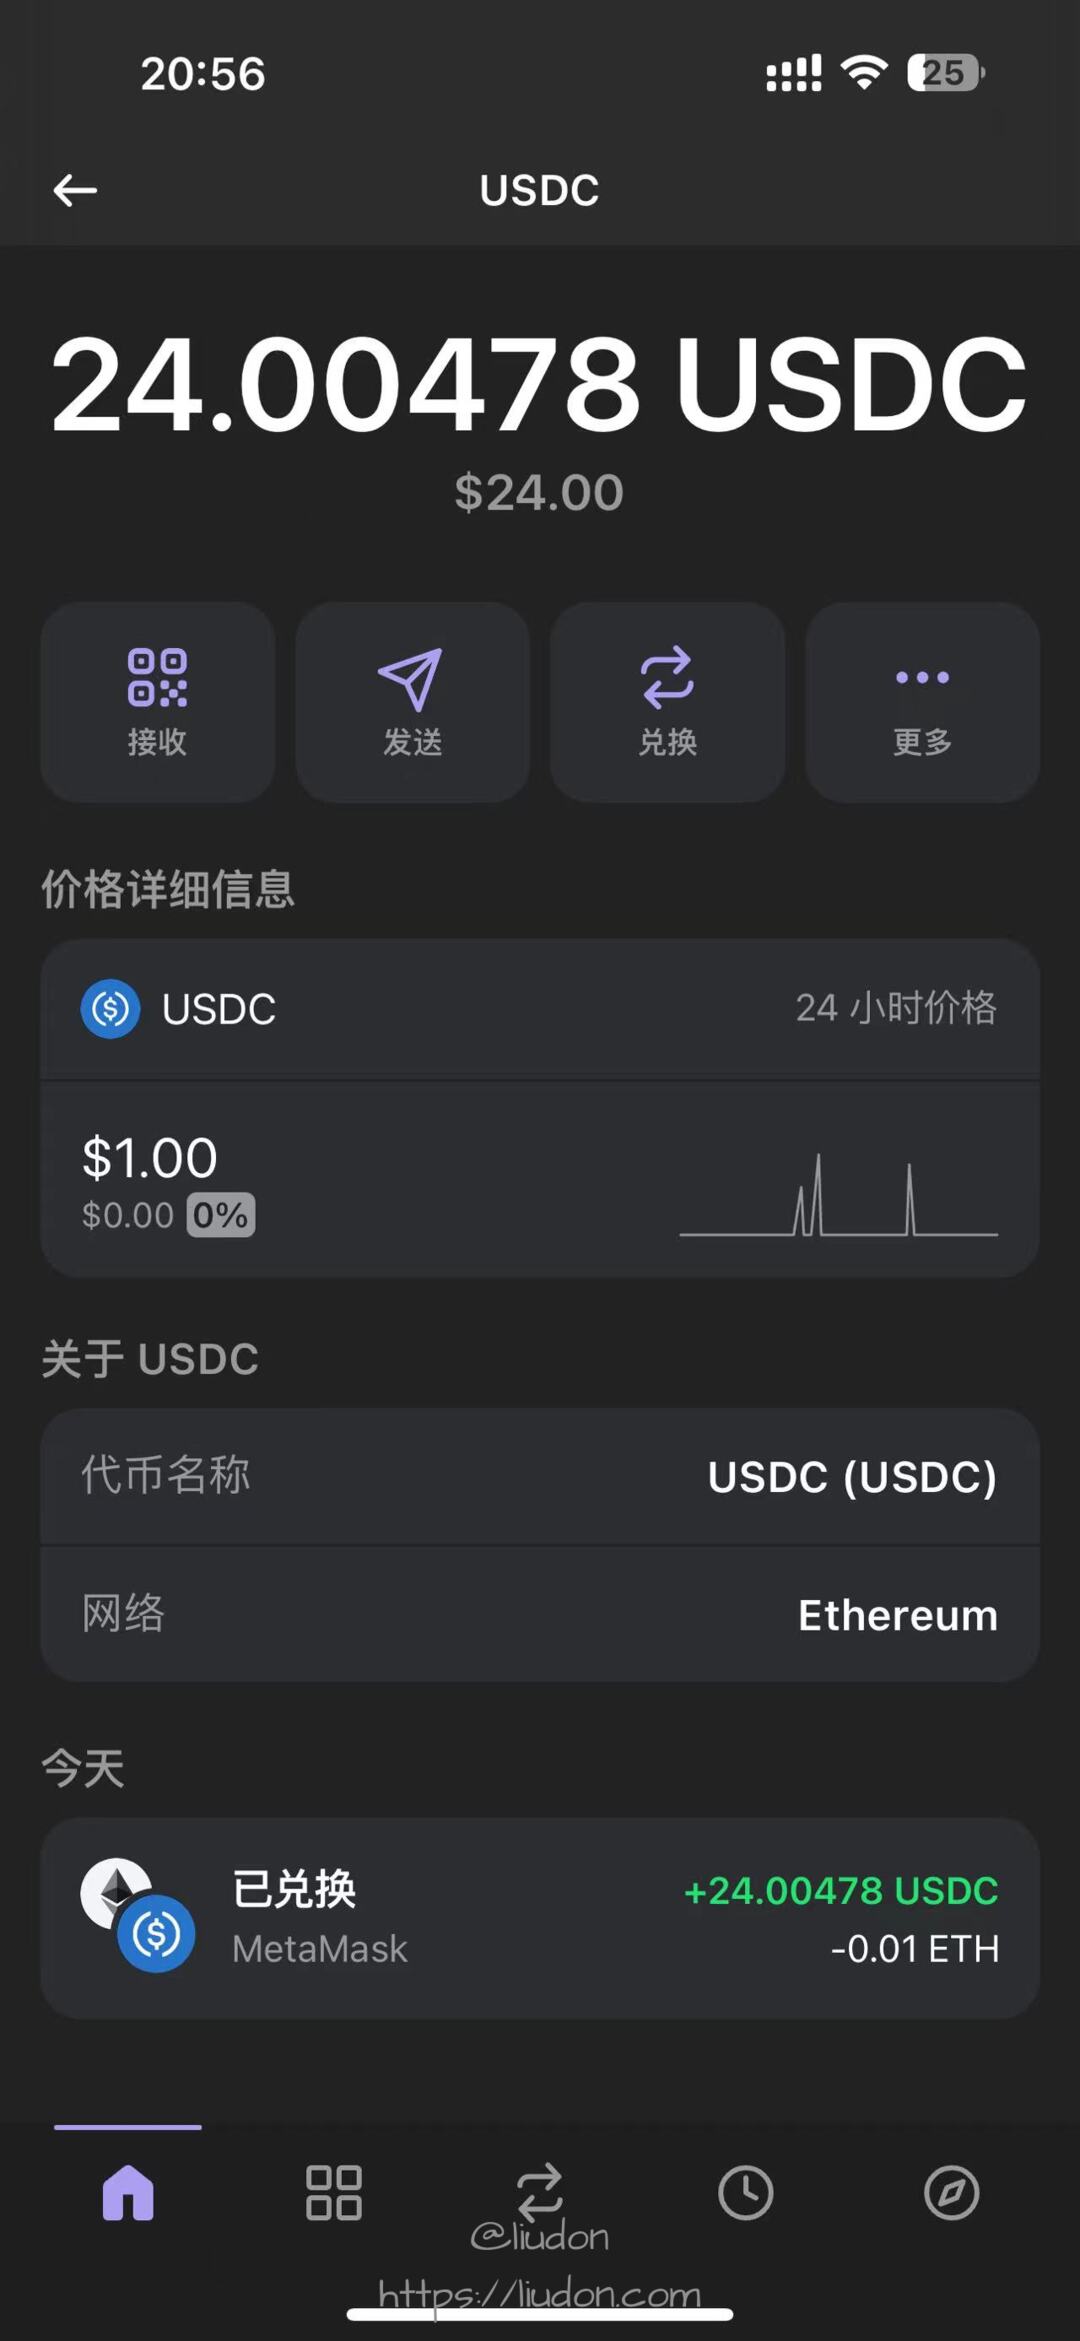 20:56
25
USDC
24.00478 USDC
$24.00
接收
发送
兑换
更多
价格详细信息
USDC
24 小时价格
$1.00
$0.00 0%
关于 USDC
代币名称
USDC (USDC)
网络
Ethereum
今天
已兑换
+24.00478 USDC
MetaMask
-0.01 ETH
@liudon
https://liudon.com